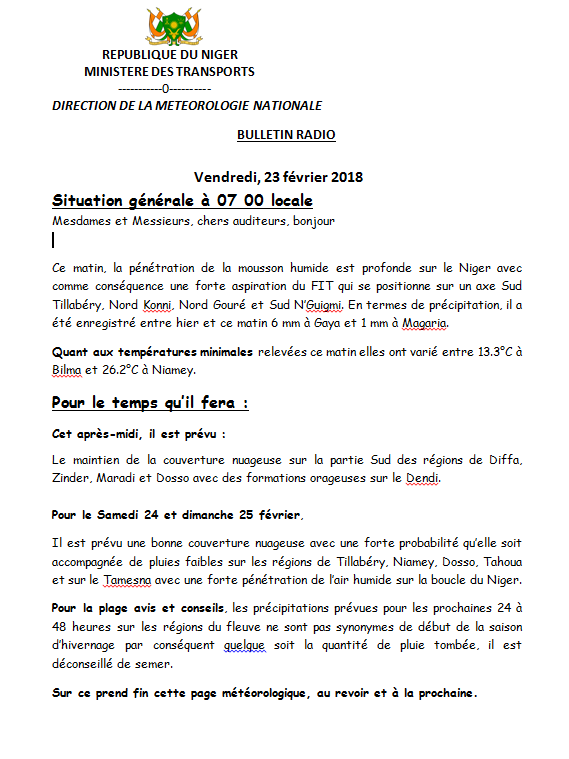 REPUBLIQUE DU NIGER
MINISTERE DES TRANSPORTS
-----------0----------
DIRECTION DE LA METEOROLOGIE NATIONALE
BULLETIN RADIO
Vendredi, 23 février 2018
Situation générale à 07 00 locale
Mesdames et Messieurs, chers auditeurs, bonjour
Ce matin, la pénétration de la mousson humide est profonde sur le Niger avec
comme conséquence une forte aspiration du FIT qui se positionne sur un axe Sud
Tillabéry, Nord Konni, Nord Gouré et Sud N'Guigmi. En termes de précipitation, il a
été enregistré entre hier et ce matin 6 mm à Gaya et 1 mm à Magaria.
Quant aux températures minimales relevées ce matin elles ont varié entre 13.3°C à
Bilma et 26.2°C à Niamey.
Pour le temps qu'il fera :
Cet après-midi, il est prévu :
Le maintien de la couverture nuageuse sur la partie Sud des régions de Diffa,
Zinder, Maradi et Dosso avec des formations orageuses sur le Dendi.
Pour le Samedi 24 et dimanche 25 février,
Il est prévu une bonne couverture nuageuse avec une forte probabilité qu'elle soit
accompagnée de pluies faibles sur les régions de Tillabéry, Niamey, Dosso, Tahoua
et sur le Tamesna avec une forte pénétration de l'air humide sur la boucle du Niger.
Pour la plage avis et conseils, les précipitations prévues pour les prochaines 24 à
48 heures sur les régions du fleuve ne sont pas synonymes de début de la saison
d'hivernage par conséquent quelque soit la quantité de pluie tombée, il est
déconseillé de semer.
Sur ce prend fin cette page météorologique, au revoir et à la prochaine.